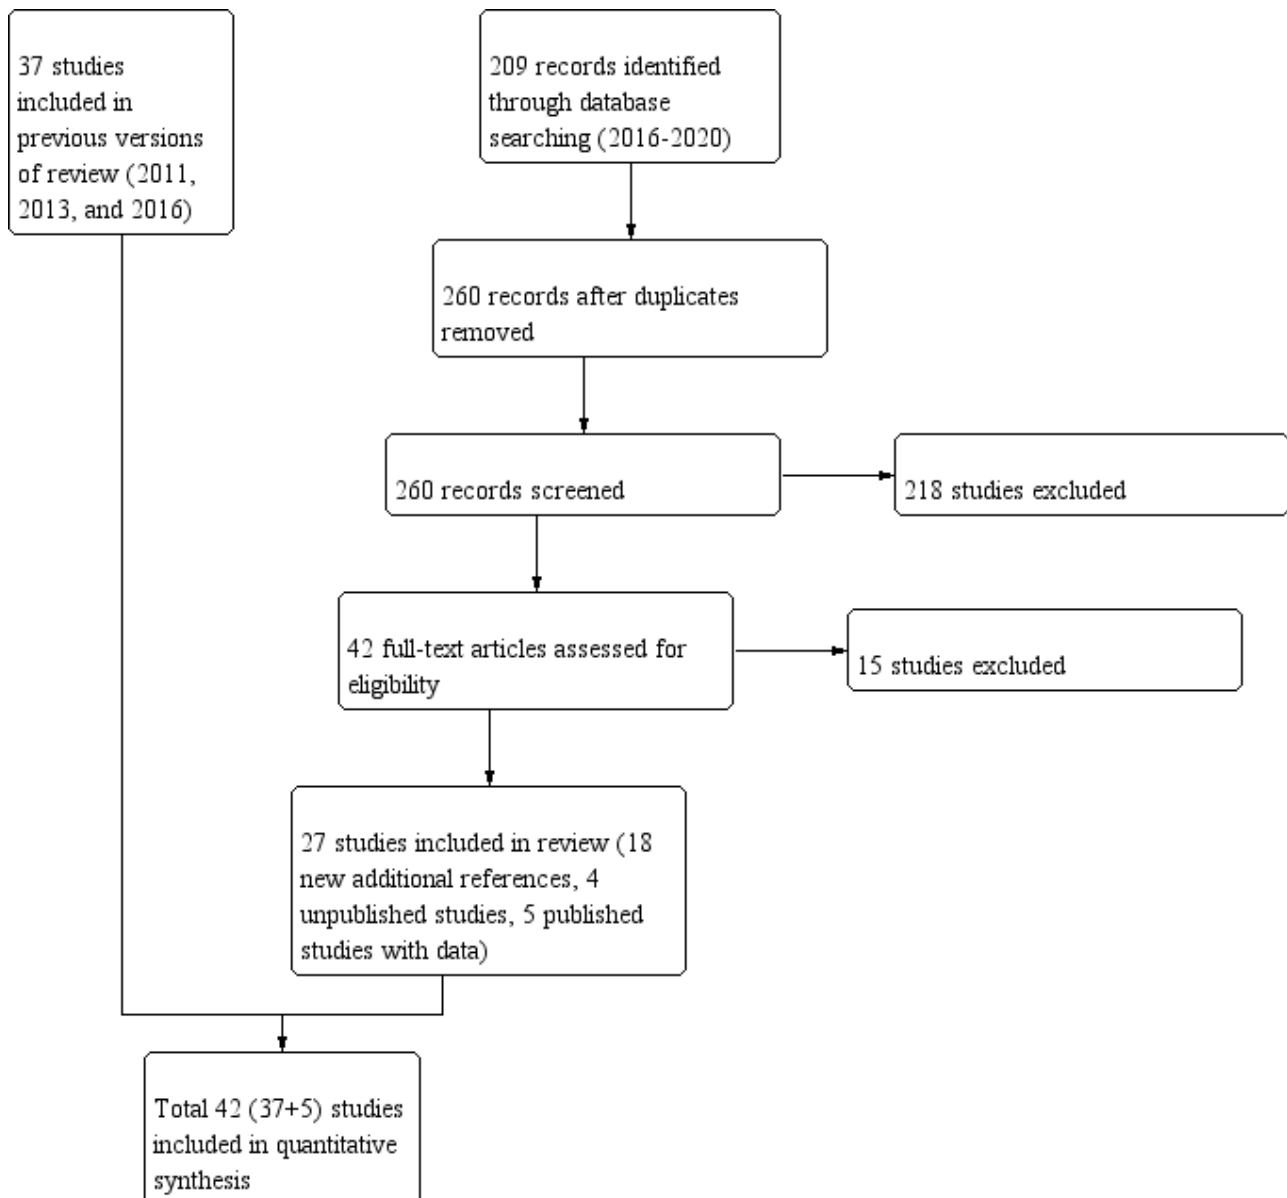 37 studies
included in
previous versions
of review (2011,
2013, and 2016)
209 records identified
through database
searching (2016-2020)
260 records after duplicates
removed
260 records screened
218 studies excluded
42 full-text articles assessed for
eligibility
15 studies excluded
27 studies included in review (18
new additional references, 4
unpublished studies, 5 published
studies with data)
Total 42 (37+5) studies
included in quantitative
synthesis